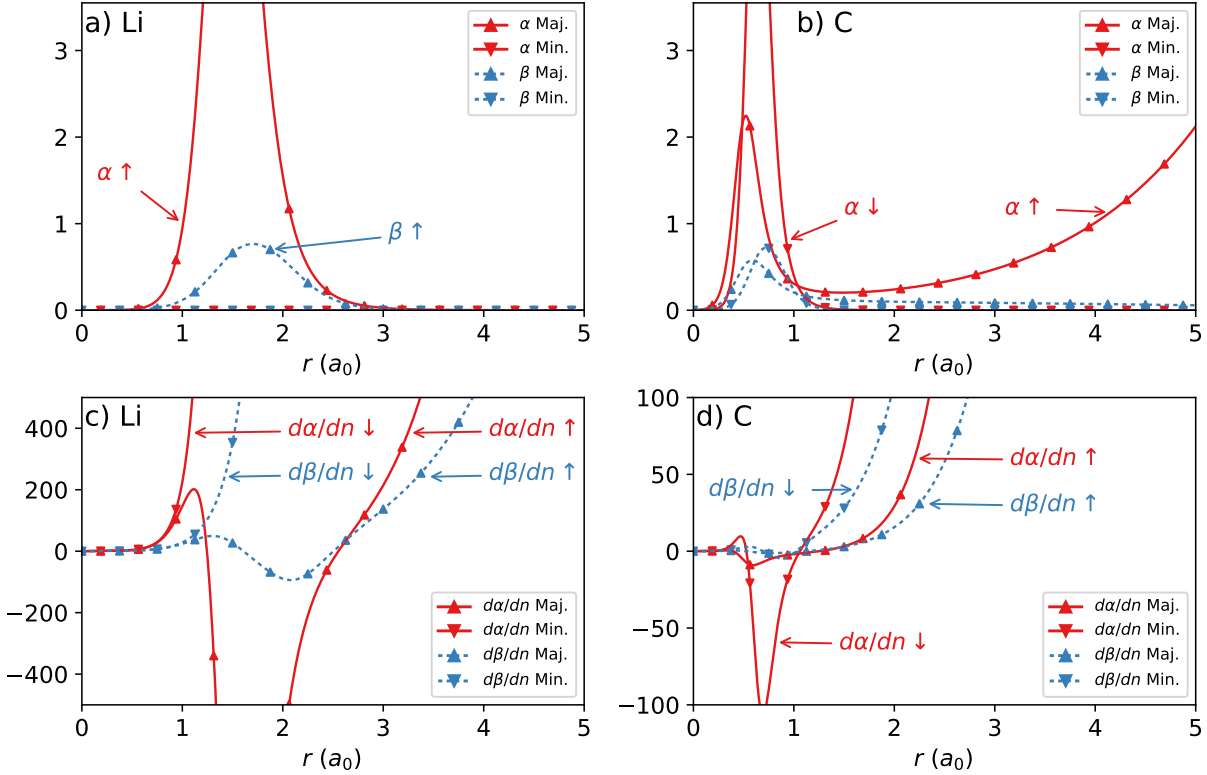 a) Li
α Maj.
α Min.
β Maj.
β Min.
α ↑
β ↑
3
2
1
0
0 1 2 3 4 5
r (a₀)
b) C
α Maj.
α Min.
β Maj.
β Min.
α ↓
α ↑
3
2
1
0
0 1 2 3 4 5
r (a₀)
c) Li
dα/dn ↓
dα/dn ↑
dβ/dn ↓
dβ/dn ↑
dα/dn Maj.
dα/dn Min.
dβ/dn Maj.
dβ/dn Min.
400
200
0
−200
−400
0 1 2 3 4 5
r (a₀)
d) C
dα/dn ↑
dβ/dn ↓
dβ/dn ↑
dα/dn ↓
dα/dn Maj.
dα/dn Min.
dβ/dn Maj.
dβ/dn Min.
100
50
0
−50
−100
0 1 2 3 4 5
r (a₀)